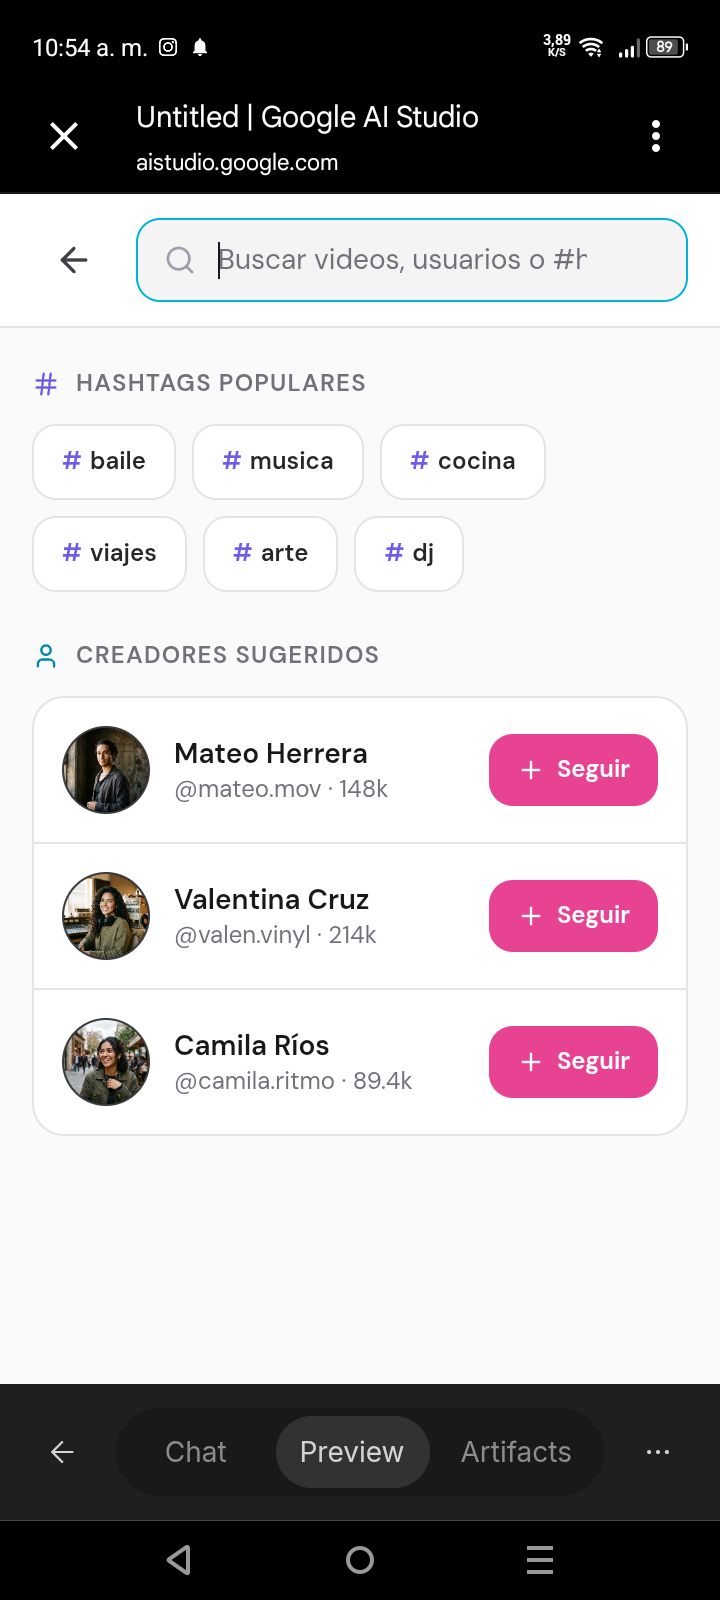 10:54 a. m.
3,89
K/S
89
Untitled | Google AI Studio
aistudio.google.com
Buscar videos, usuarios o #h
# HASHTAGS POPULARES
# baile
# musica
# cocina
# viajes
# arte
# dj
CREADORES SUGERIDOS
Mateo Herrera
@mateo.mov · 148k
+ Seguir
Valentina Cruz
@valen.vinyl · 214k
+ Seguir
Camila Ríos
@camila.ritmo · 89.4k
+ Seguir
Chat
Preview
Artifacts